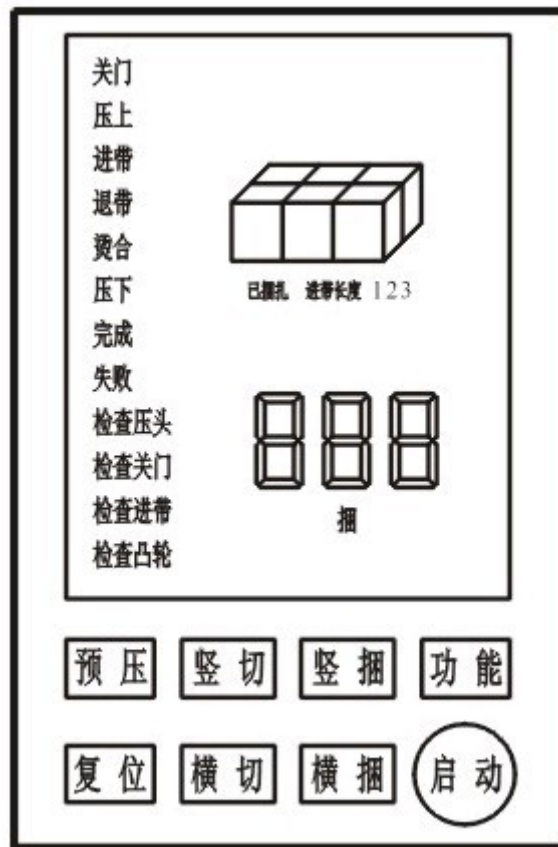 关门
压上
进带
退带
烫合
压下
完成
失败
检查压头
检查关门
检查进带
检查凸轮
已捆扎 进带长度 123
888
捆
预压 竖切 竖捆 功能
复位 横切 横捆 启动